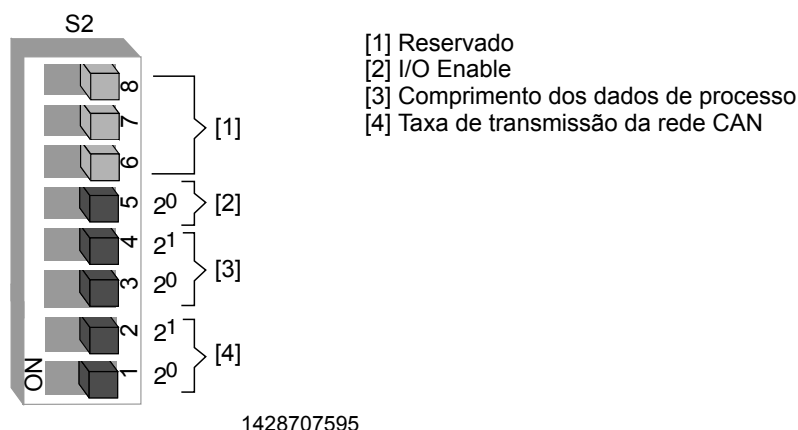 S2
[1] Reservado
[2] I/O Enable
[3] Comprimento dos dados de processo
[4] Taxa de transmissão da rede CAN
8
7
[1]
6
5 2⁰ [2]
4 2¹
[3]
3 2⁰
2 2¹
[4]
ON 1 2⁰
1428707595